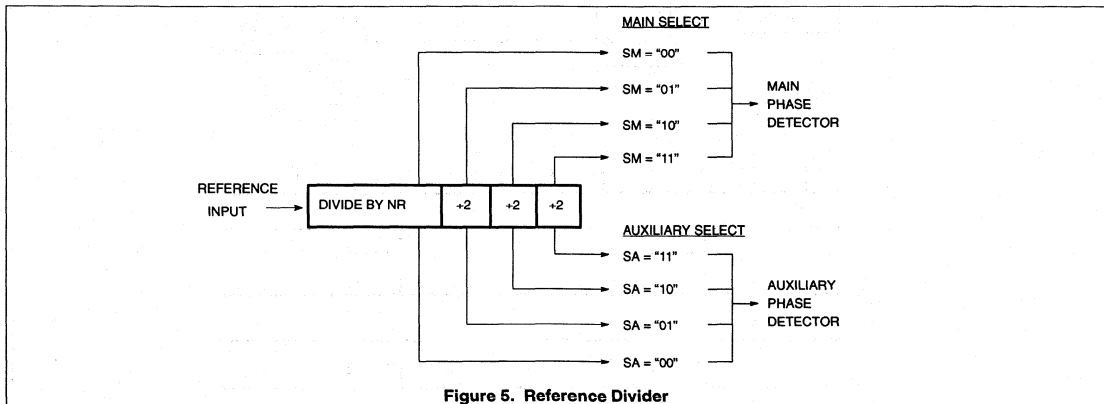 MAIN SELECT
SM = "00"
SM = "01"
SM = "10"
SM = "11"
MAIN
PHASE
DETECTOR
REFERENCE
INPUT
DIVIDE BY NR
÷2
÷2
÷2
AUXILIARY SELECT
SA = "11"
SA = "10"
SA = "01"
SA = "00"
AUXILIARY
PHASE
DETECTOR
Figure 5. Reference Divider